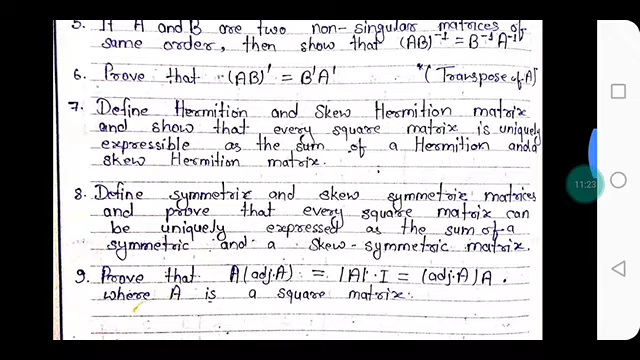 5. If A and B are two non-singular matrices of
same order, then show that (AB)⁻¹ = B⁻¹A⁻¹
6. Prove that (AB)' = B'A' *( Transpose of A)
7. Define Hermition and Skew Hermition matrix
and show that every square matrix is uniquely
expressible as the sum of a Hermition and a
skew Hermition matrix.
8. Define symmetrix and skew symmetrix matrices
and prove that every square matrix can
be uniquely expressed as the sum of a
symmetric and a skew-symmetric matrix.
9. Prove that A(adj.A) = |A|·I = (adj.A)A.
where A is a square matrix.
11:23